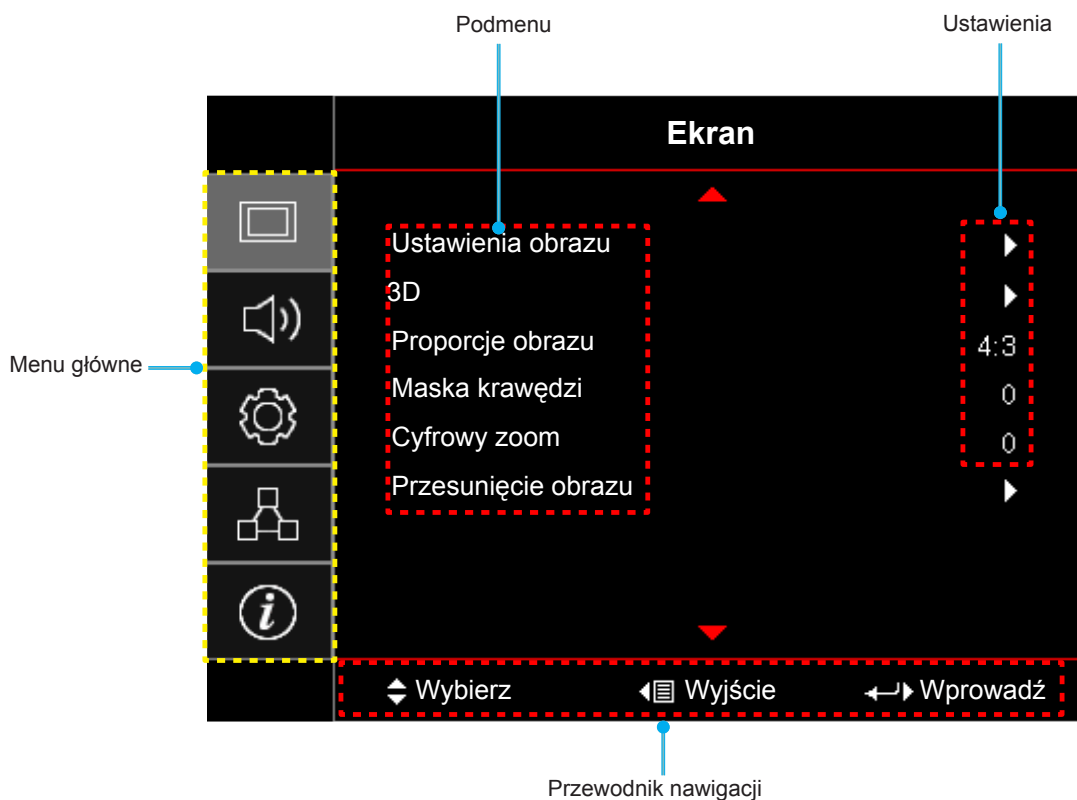 Podmenu Ustawienia
Ekran
Ustawienia obrazu
3D
Proporcje obrazu 4:3
Menu główne
Maska krawędzi 0
Cyfrowy zoom 0
Przesunięcie obrazu
i
Wybierz Wyjście Wprowadź
Przewodnik nawigacji